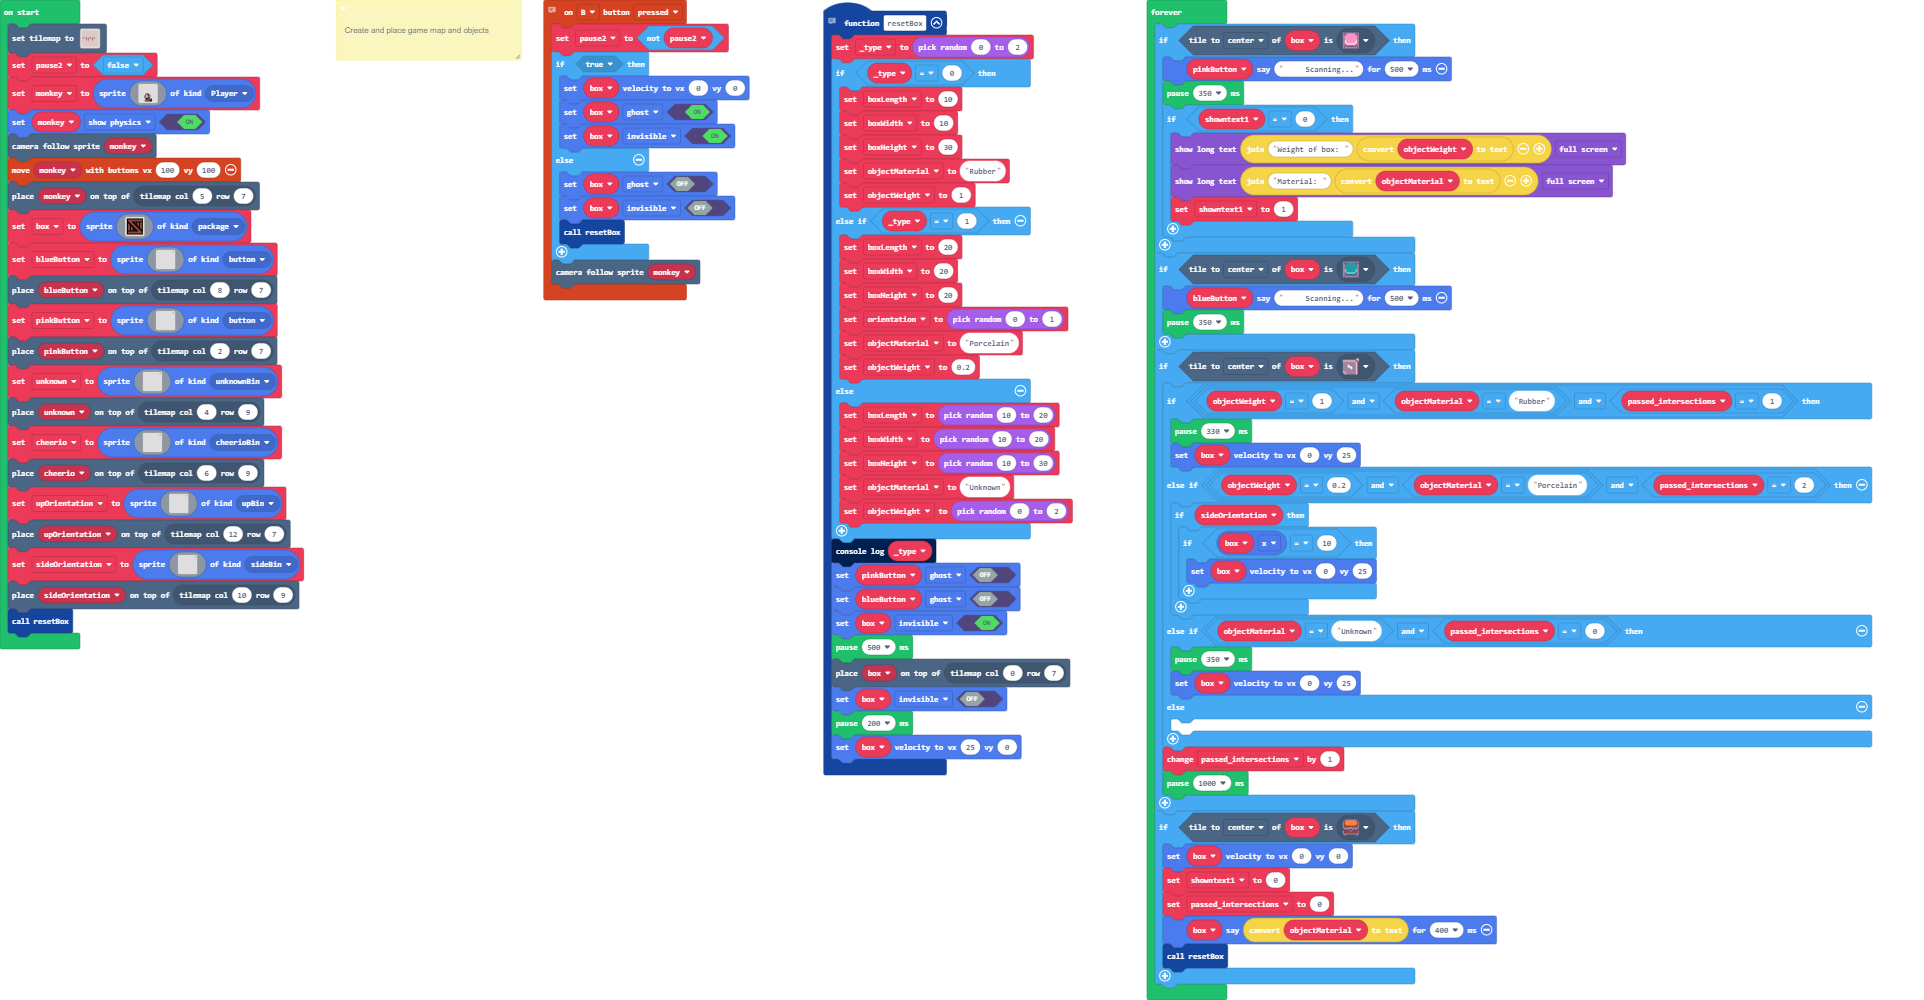 on start
set tilemap to
set pause2 to false
set monkey to sprite of kind Player
set monkey show physics ON
camera follow sprite monkey
move monkey with buttons vx 100 vy 100
place monkey on top of tilemap col 5 row 7
set box to sprite of kind package
set blueButton to sprite of kind button
place blueButton on top of tilemap col 8 row 7
set pinkButton to sprite of kind button
place pinkButton on top of tilemap col 2 row 7
set unknown to sprite of kind unknownBin
place unknown on top of tilemap col 4 row 9
set cheerio to sprite of kind cheerioBin
place cheerio on top of tilemap col 6 row 9
set upOrientation to sprite of kind upBin
place upOrientation on top of tilemap col 12 row 7
set sideOrientation to sprite of kind sideBin
place sideOrientation on top of tilemap col 10 row 9
call resetBox
Create and place game map and objects
on B button pressed
set pause2 to not pause2
if true then
set box velocity to vx 0 vy 0
set box ghost ON
set box invisible ON
else
set box ghost OFF
set box invisible OFF
call resetBox
camera follow sprite monkey
function resetBox
set _type to pick random 0 to 2
if _type = 0 then
set boxLength to 10
set boxWidth to 10
set boxHeight to 30
set objectMaterial to "Rubber"
set objectWeight to 1
else if _type = 1 then
set boxLength to 20
set boxWidth to 20
set boxHeight to 20
set orientation to pick random 0 to 1
set objectMaterial to "Porcelain"
set objectWeight to 0.2
else
set boxLength to pick random 10 to 20
set boxWidth to pick random 10 to 20
set boxHeight to pick random 10 to 30
set objectMaterial to "Unknown"
set objectWeight to pick random 0 to 2
console log _type
set pinkButton ghost OFF
set blueButton ghost OFF
set box invisible ON
pause 500 ms
place box on top of tilemap col 0 row 7
set box invisible OFF
pause 200 ms
set box velocity to vx 25 vy 0
forever
if tile to center of box is then
pinkButton say " Scanning..." for 500 ms
pause 350 ms
if showntext1 = 0 then
show long text join "Weight of box: " convert objectWeight to text full screen
show long text join "Material: " convert objectMaterial to text full screen
set showntext1 to 1
if tile to center of box is then
blueButton say " Scanning..." for 500 ms
pause 350 ms
if tile to center of box is then
if objectWeight = 1 and objectMaterial = "Rubber" and passed_intersections = 1 then
pause 330 ms
set box velocity to vx 0 vy 25
else if objectWeight = 0.2 and objectMaterial = "Porcelain" and passed_intersections = 2 then
if sideOrientation then
if box x = 10 then
set box velocity to vx 0 vy 25
else if objectMaterial = "Unknown" and passed_intersections = 0 then
pause 350 ms
set box velocity to vx 0 vy 25
else
change passed_intersections by 1
pause 1000 ms
if tile to center of box is then
set box velocity to vx 0 vy 0
set showntext1 to 0
set passed_intersections to 0
box say convert objectMaterial to text for 400 ms
call resetBox